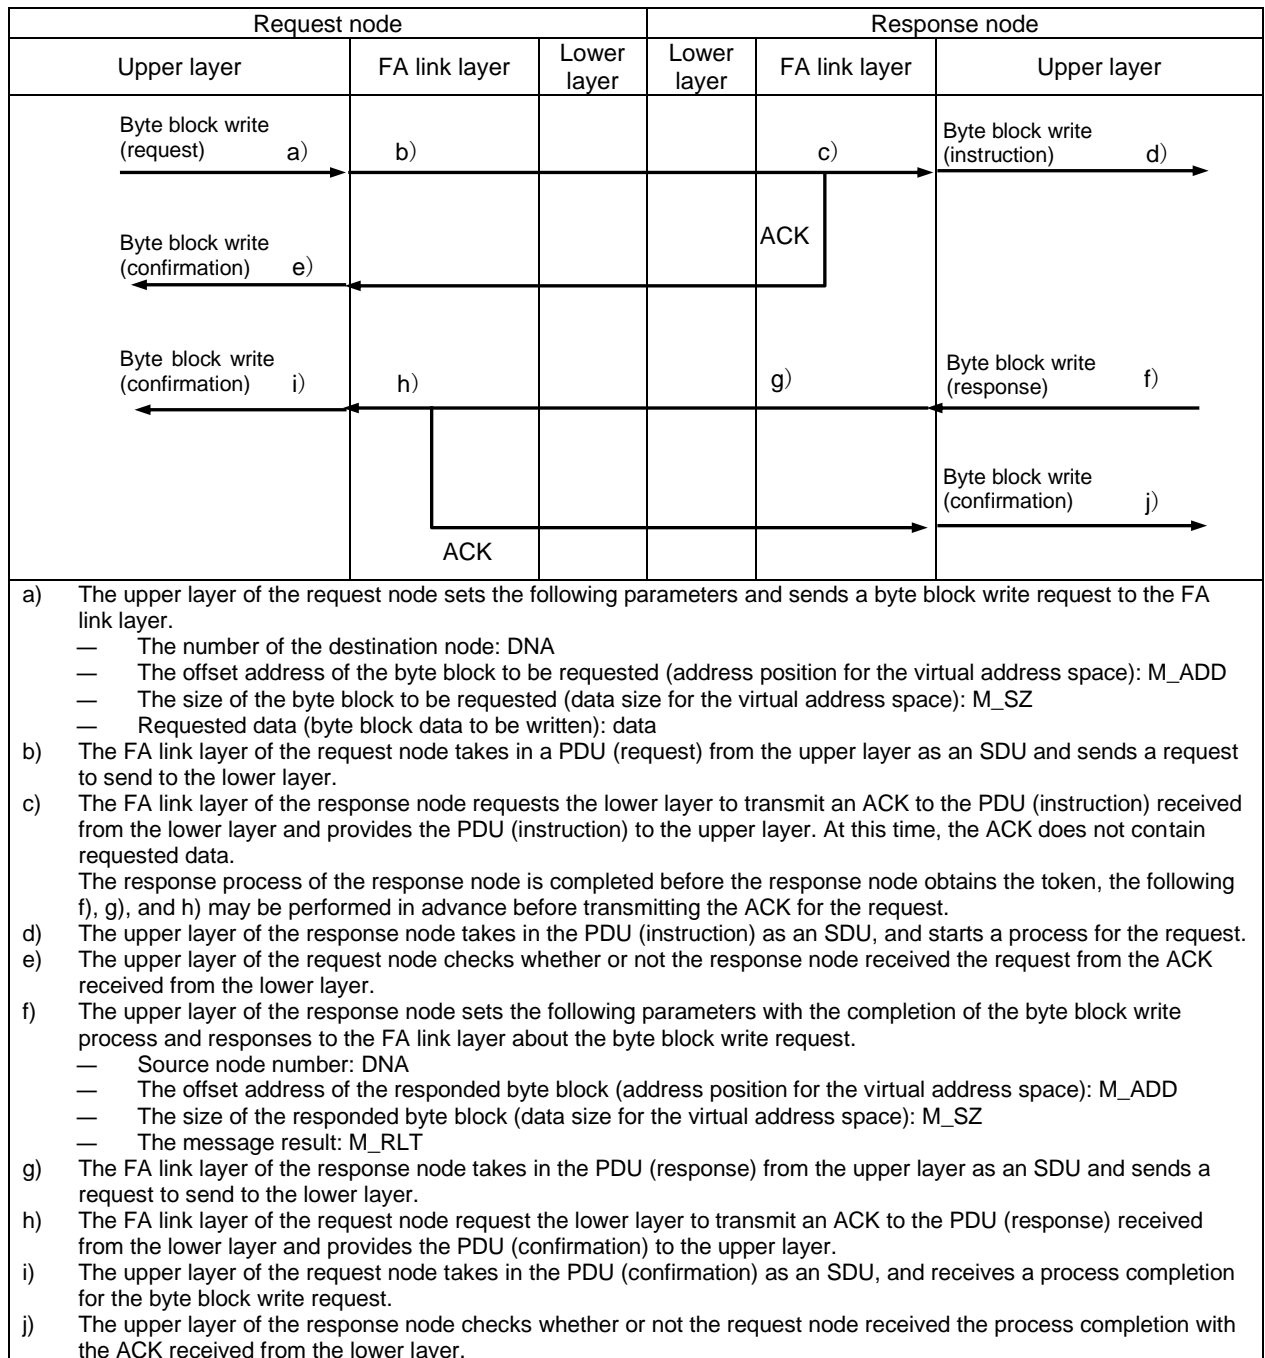 Request node
Response node
Upper layer
FA link layer
Lower
layer
Lower
layer
FA link layer
Upper layer
Byte block write
(request) a)
b)
c)
Byte block write
(instruction) d)
ACK
Byte block write
(confirmation) e)
Byte block write
(confirmation) i)
h)
g)
Byte block write
(response) f)
Byte block write
(confirmation) j)
ACK
a) The upper layer of the request node sets the following parameters and sends a byte block write request to the FA
link layer.
— The number of the destination node: DNA
— The offset address of the byte block to be requested (address position for the virtual address space): M_ADD
— The size of the byte block to be requested (data size for the virtual address space): M_SZ
— Requested data (byte block data to be written): data
b) The FA link layer of the request node takes in a PDU (request) from the upper layer as an SDU and sends a request
to send to the lower layer.
c) The FA link layer of the response node requests the lower layer to transmit an ACK to the PDU (instruction) received
from the lower layer and provides the PDU (instruction) to the upper layer. At this time, the ACK does not contain
requested data.
The response process of the response node is completed before the response node obtains the token, the following
f), g), and h) may be performed in advance before transmitting the ACK for the request.
d) The upper layer of the response node takes in the PDU (instruction) as an SDU, and starts a process for the request.
e) The upper layer of the request node checks whether or not the response node received the request from the ACK
received from the lower layer.
f) The upper layer of the response node sets the following parameters with the completion of the byte block write
process and responses to the FA link layer about the byte block write request.
— Source node number: DNA
— The offset address of the responded byte block (address position for the virtual address space): M_ADD
— The size of the responded byte block (data size for the virtual address space): M_SZ
— The message result: M_RLT
g) The FA link layer of the response node takes in the PDU (response) from the upper layer as an SDU and sends a
request to send to the lower layer.
h) The FA link layer of the request node request the lower layer to transmit an ACK to the PDU (response) received
from the lower layer and provides the PDU (confirmation) to the upper layer.
i) The upper layer of the request node takes in the PDU (confirmation) as an SDU, and receives a process completion
for the byte block write request.
j) The upper layer of the response node checks whether or not the request node received the process completion with
the ACK received from the lower layer.